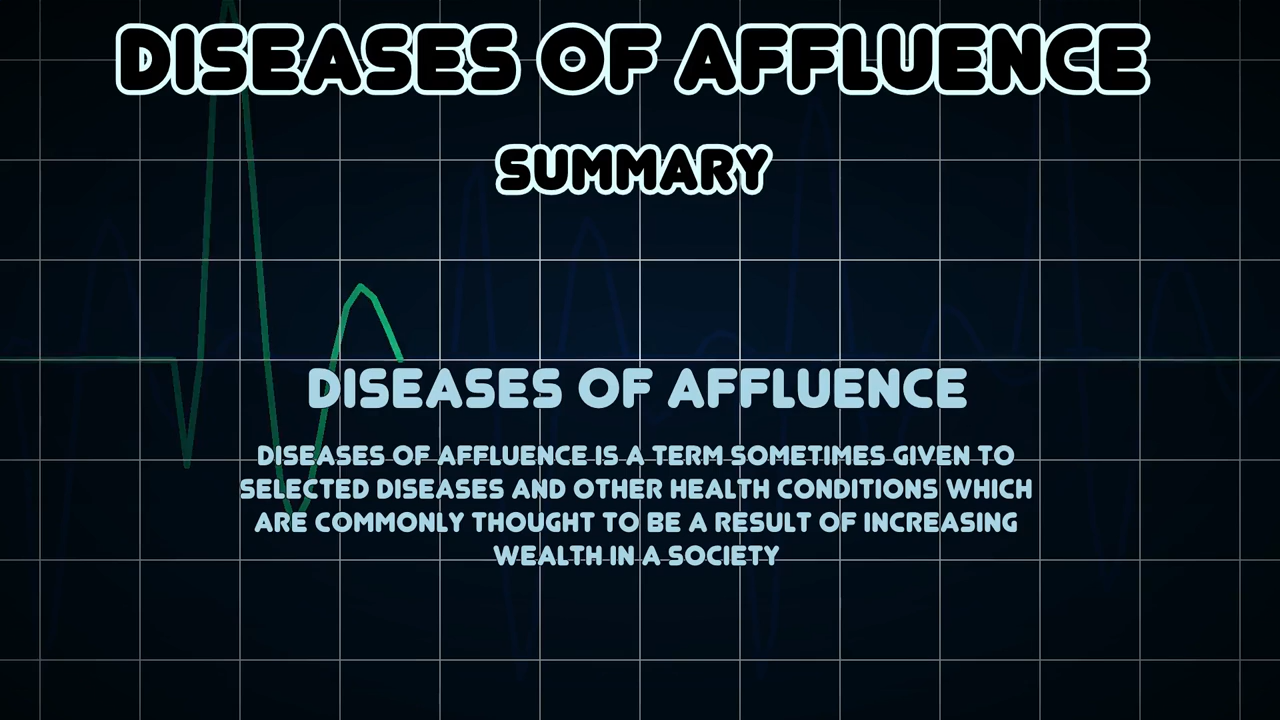 DISEASES OF AFFLUENCE
SUMMARY
DISEASES OF AFFLUENCE
DISEASES OF AFFLUENCE IS A TERM SOMETIMES GIVEN TO
SELECTED DISEASES AND OTHER HEALTH CONDITIONS WHICH
ARE COMMONLY THOUGHT TO BE A RESULT OF INCREASING
WEALTH IN A SOCIETY